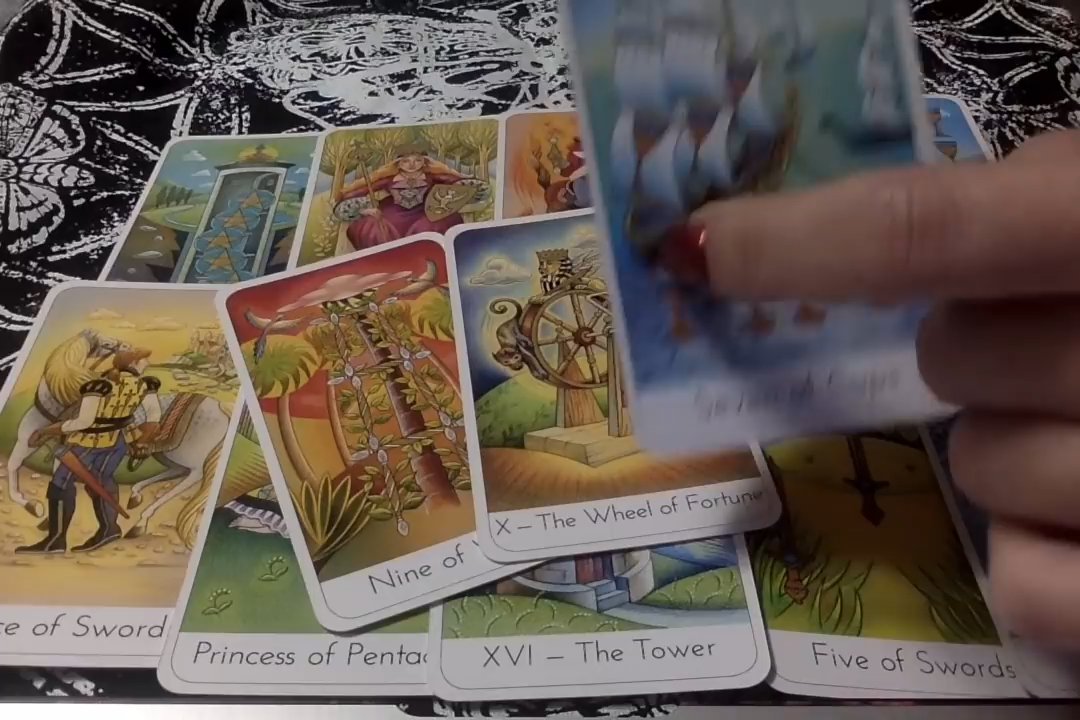 Nine of
X – The Wheel of Fortune
ce of Sword
Princess of Pentac
XVI – The Tower
Five of Swords